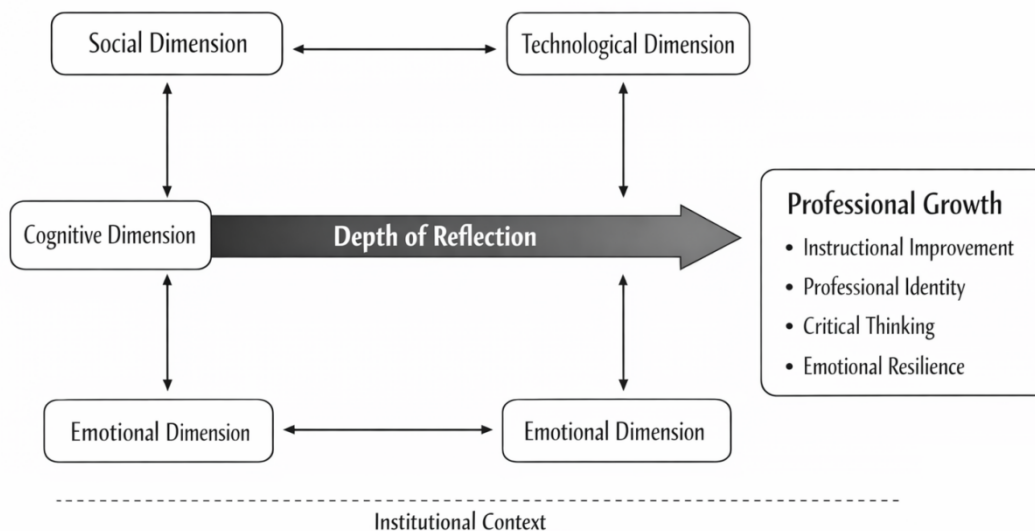 Social Dimension
Technological Dimension
Cognitive Dimension
Depth of Reflection
Professional Growth
• Instructional Improvement
• Professional Identity
• Critical Thinking
• Emotional Resilience
Emotional Dimension
Emotional Dimension
Institutional Context